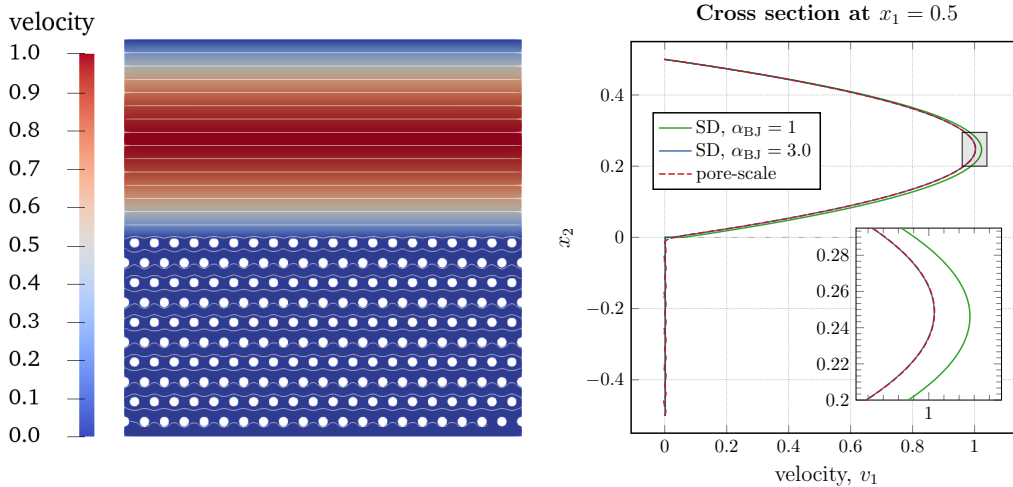 velocity
1.0
0.9
0.8
0.7
0.6
0.5
0.4
0.3
0.2
0.1
0.0
Cross section at x₁ = 0.5
x₂
0.4
0.2
0
−0.2
−0.4
SD, α_BJ = 1
SD, α_BJ = 3.0
pore-scale
0.28
0.26
0.24
0.22
0.2
1
0 0.2 0.4 0.6 0.8 1
velocity, v₁